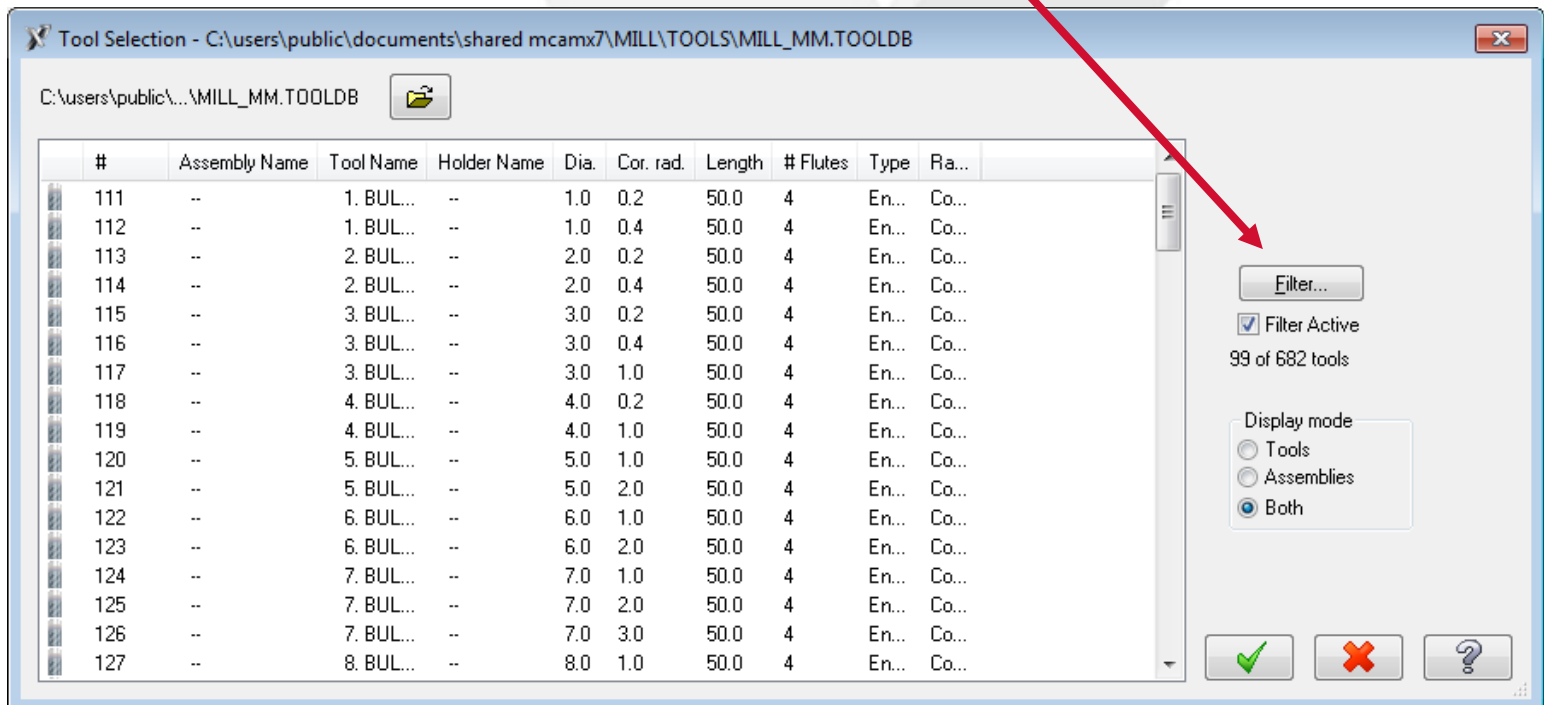 Tool Selection - C:\users\public\documents\shared mcamx7\MILL\TOOLS\MILL_MM.TOOLDB
C:\users\public\...\MILL_MM.TOOLDB
# Assembly Name Tool Name Holder Name Dia. Cor. rad. Length # Flutes Type Ra...
111 -- 1. BUL... -- 1.0 0.2 50.0 4 En... Co...
112 -- 1. BUL... -- 1.0 0.4 50.0 4 En... Co...
113 -- 2. BUL... -- 2.0 0.2 50.0 4 En... Co...
114 -- 2. BUL... -- 2.0 0.4 50.0 4 En... Co...
115 -- 3. BUL... -- 3.0 0.2 50.0 4 En... Co...
116 -- 3. BUL... -- 3.0 0.4 50.0 4 En... Co...
117 -- 3. BUL... -- 3.0 1.0 50.0 4 En... Co...
118 -- 4. BUL... -- 4.0 0.2 50.0 4 En... Co...
119 -- 4. BUL... -- 4.0 1.0 50.0 4 En... Co...
120 -- 5. BUL... -- 5.0 1.0 50.0 4 En... Co...
121 -- 5. BUL... -- 5.0 2.0 50.0 4 En... Co...
122 -- 6. BUL... -- 6.0 1.0 50.0 4 En... Co...
123 -- 6. BUL... -- 6.0 2.0 50.0 4 En... Co...
124 -- 7. BUL... -- 7.0 1.0 50.0 4 En... Co...
125 -- 7. BUL... -- 7.0 2.0 50.0 4 En... Co...
126 -- 7. BUL... -- 7.0 3.0 50.0 4 En... Co...
127 -- 8. BUL... -- 8.0 1.0 50.0 4 En... Co...
Filter...
Filter Active
99 of 682 tools
Display mode
Tools
Assemblies
Both